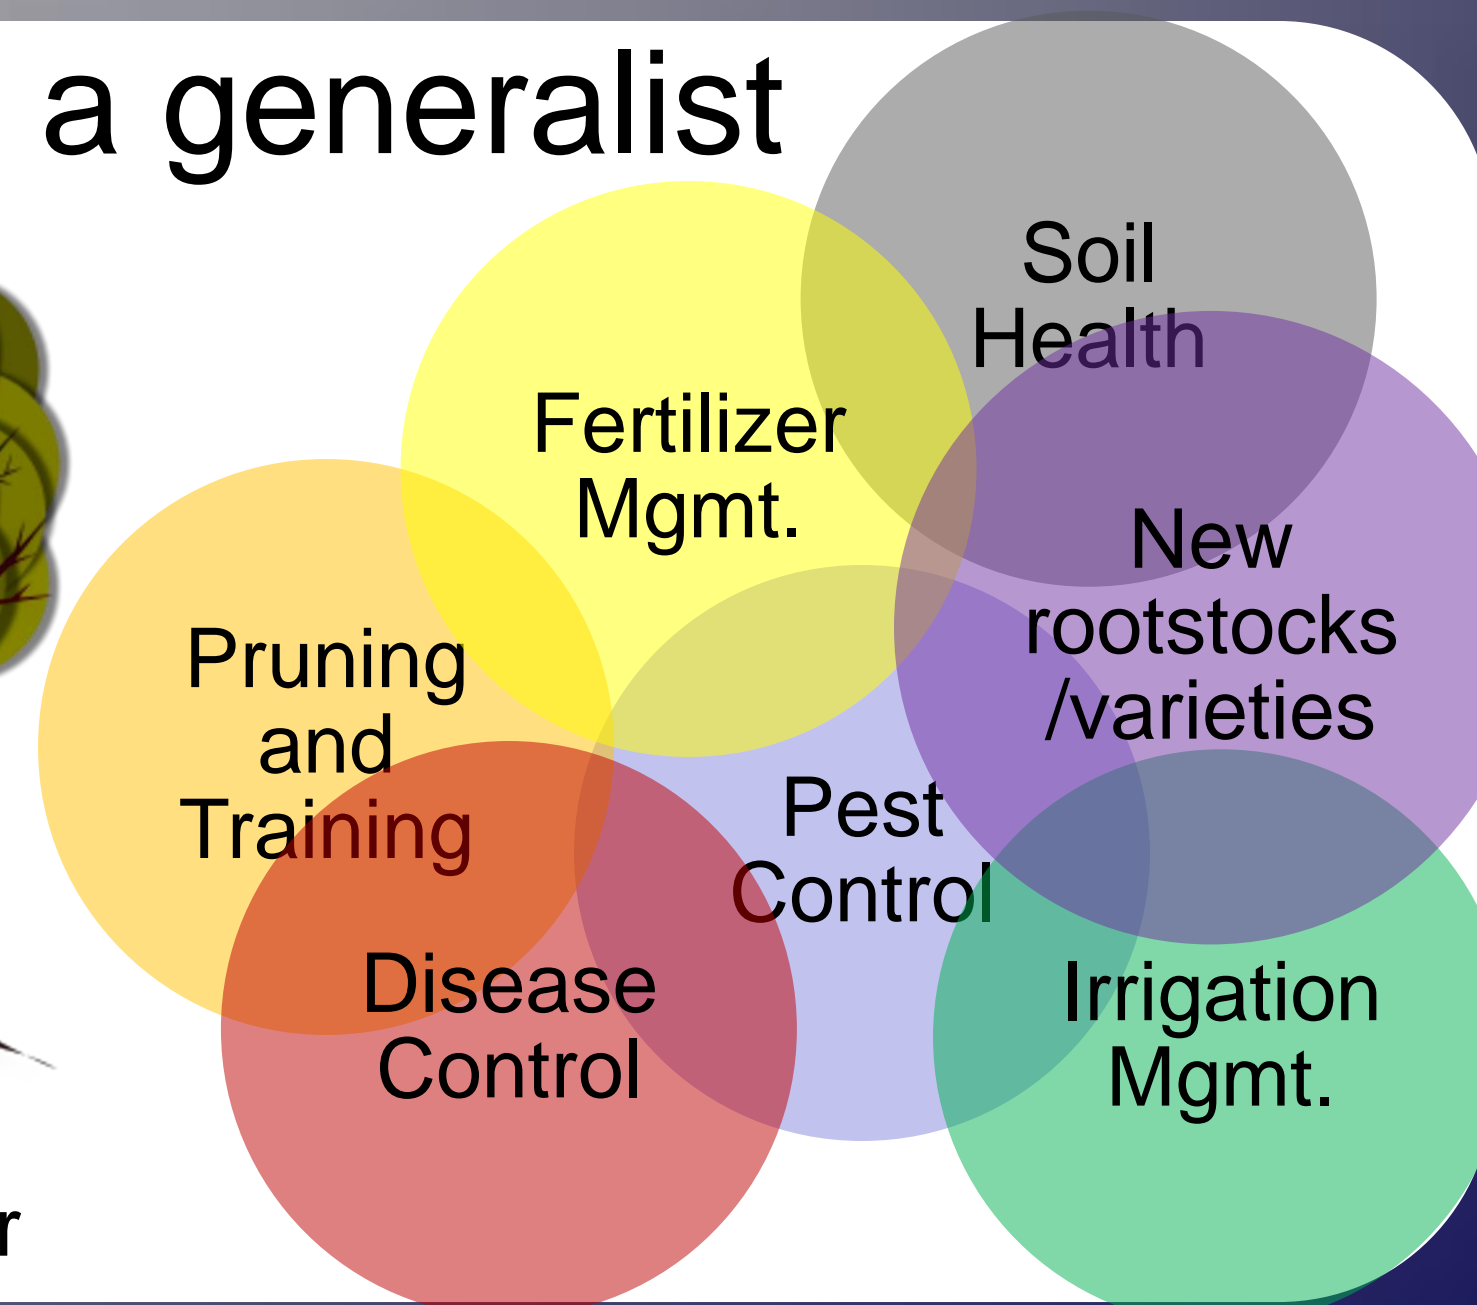 a generalist
Soil
Health
Fertilizer
Mgmt.
New
rootstocks
/varieties
Pruning
and
Training
Pest
Control
Disease
Control
Irrigation
Mgmt.
r